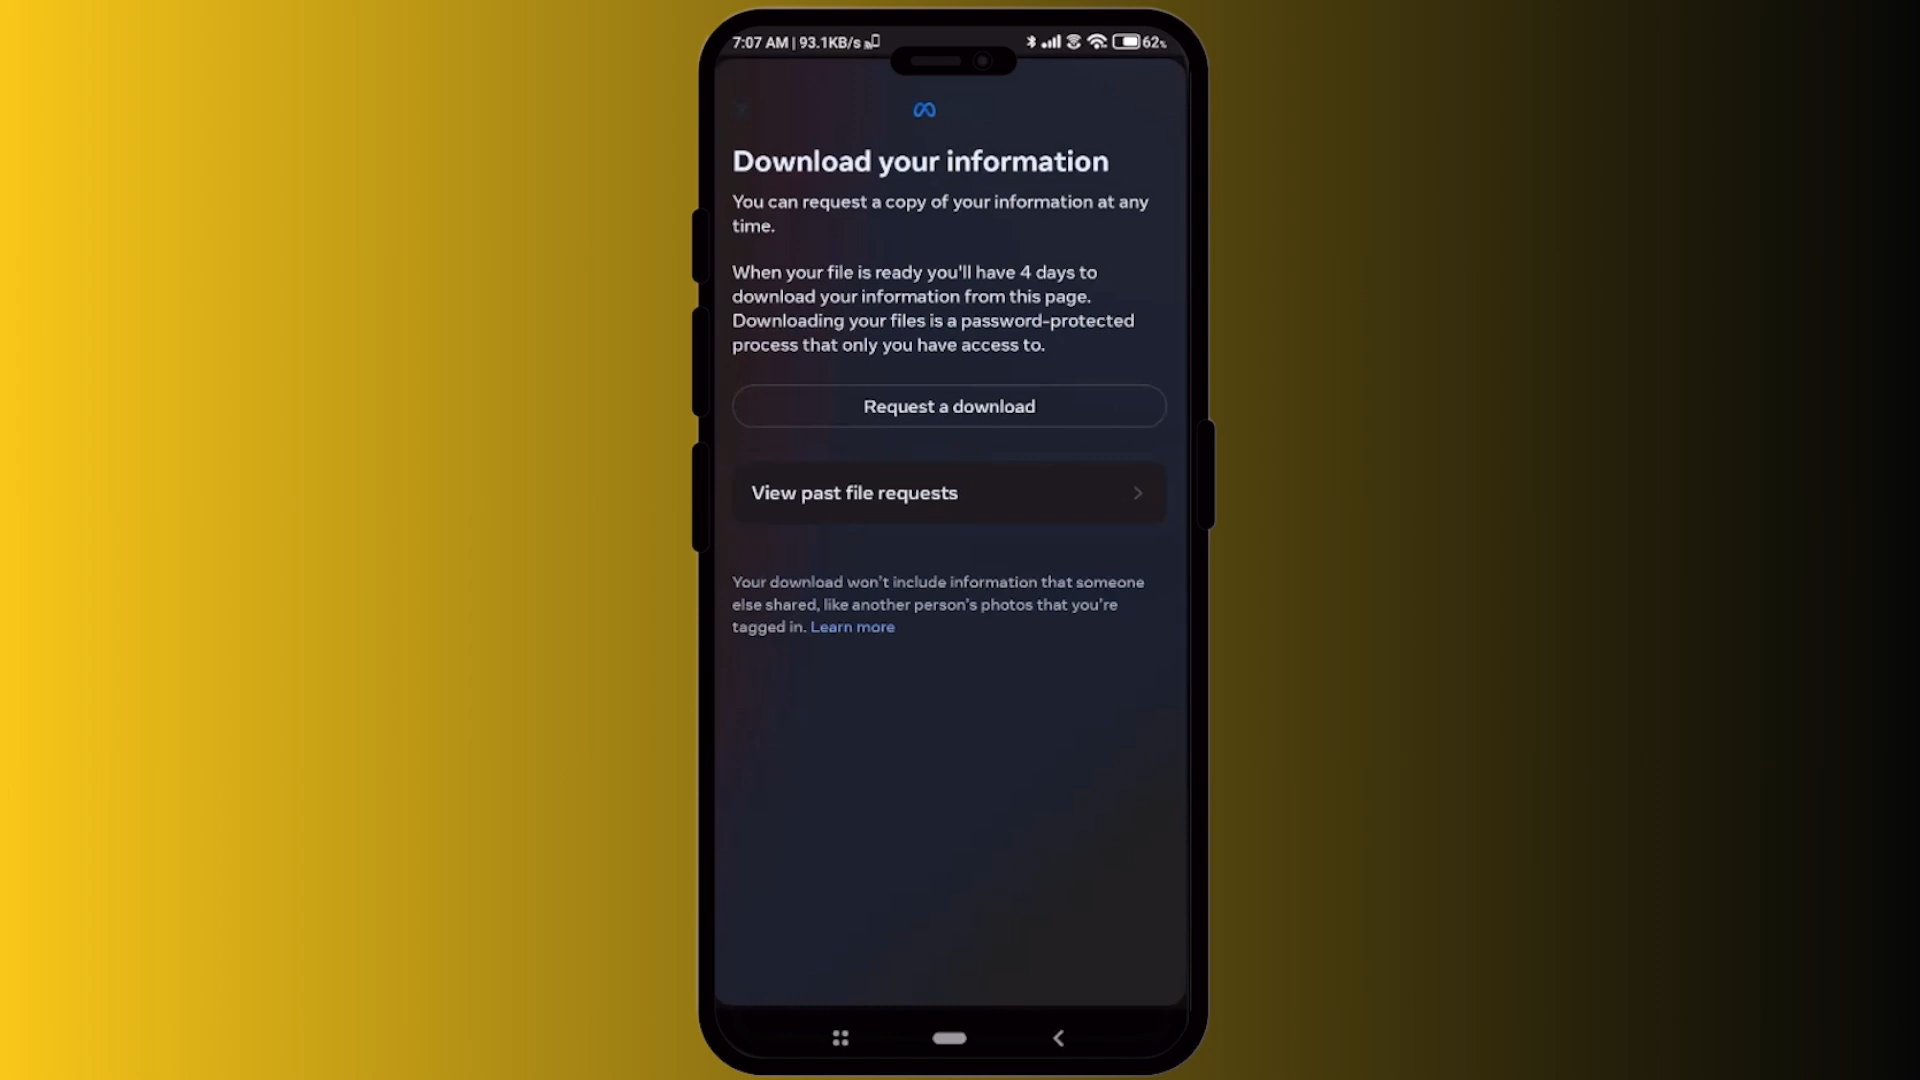 7:07 AM | 93.1KB/s 62%
Download your information
You can request a copy of your information at any
time.
When your file is ready you'll have 4 days to
download your information from this page.
Downloading your files is a password-protected
process that only you have access to.
Request a download
View past file requests
Your download won't include information that someone
else shared, like another person's photos that you're
tagged in. Learn more